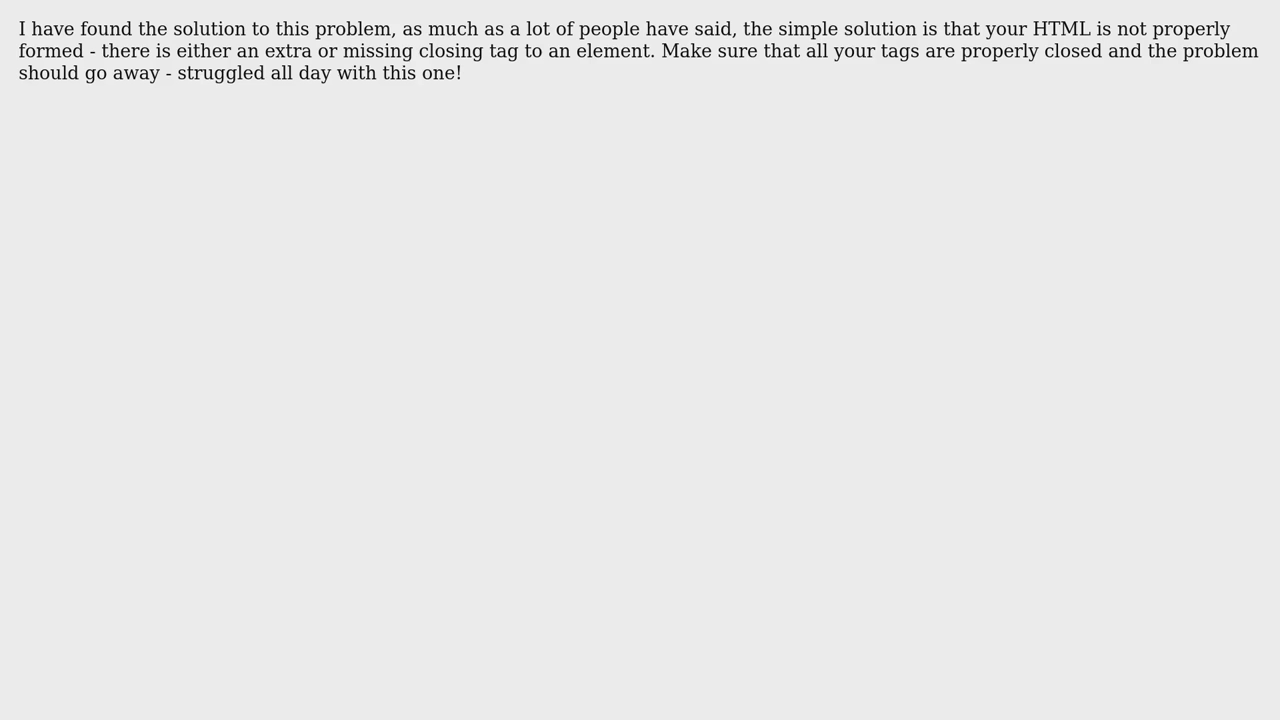 I have found the solution to this problem, as much as a lot of people have said, the simple solution is that your HTML is not properly
formed - there is either an extra or missing closing tag to an element. Make sure that all your tags are properly closed and the problem
should go away - struggled all day with this one!